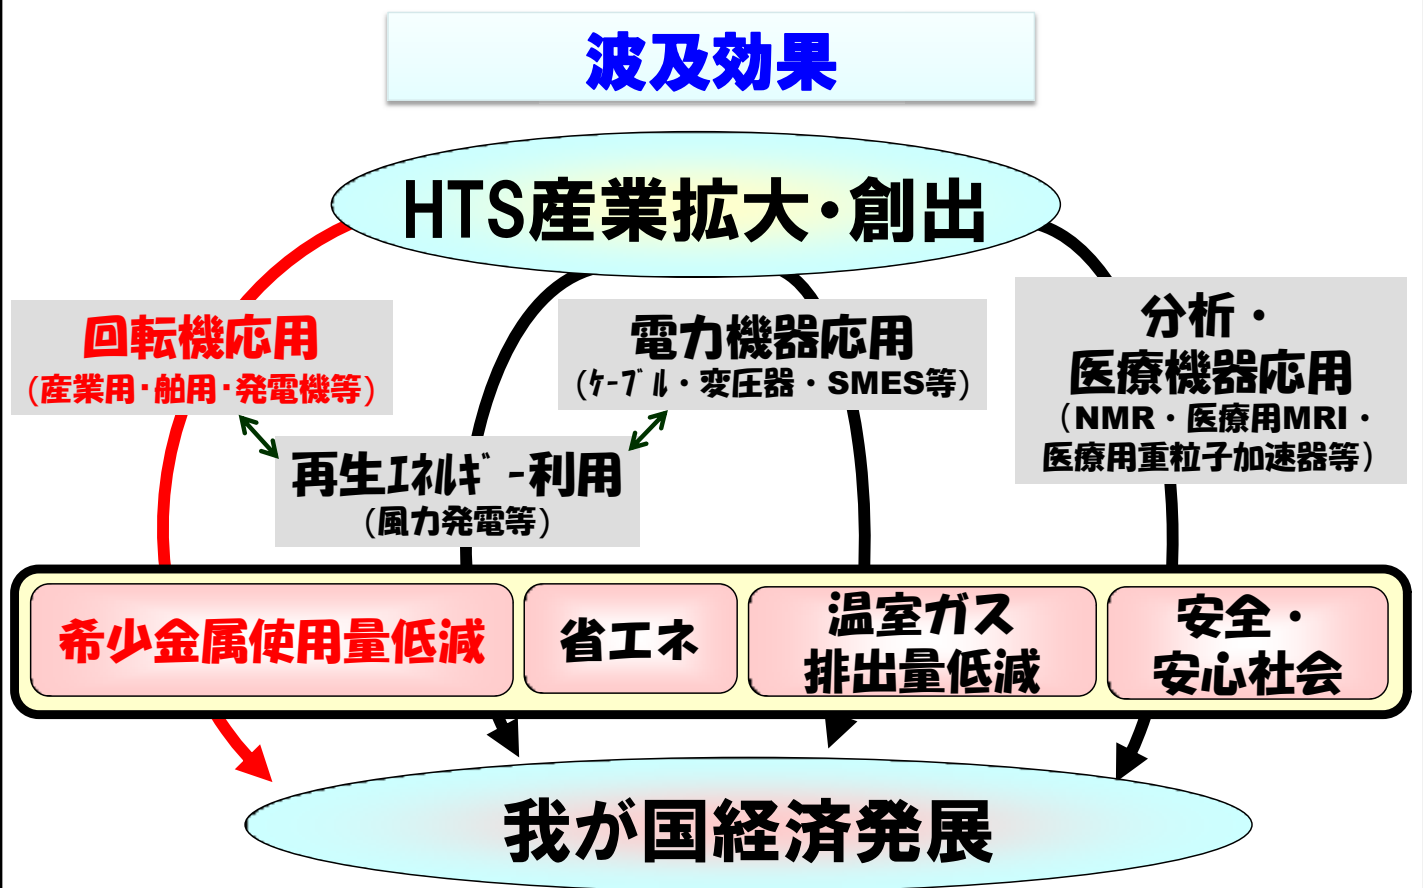 波及効果
HTS産業拡大・創出
回転機応用
(産業用・舶用・発電機等)
電力機器応用
(ｹｰﾌﾞﾙ・変圧器・SMES等)
分析・
医療機器応用
(NMR・医療用MRI・
医療用重粒子加速器等)
再生ｴﾈﾙｷﾞｰ利用
(風力発電等)
希少金属使用量低減
省エネ
温室ガス
排出量低減
安全・
安心社会
我が国経済発展